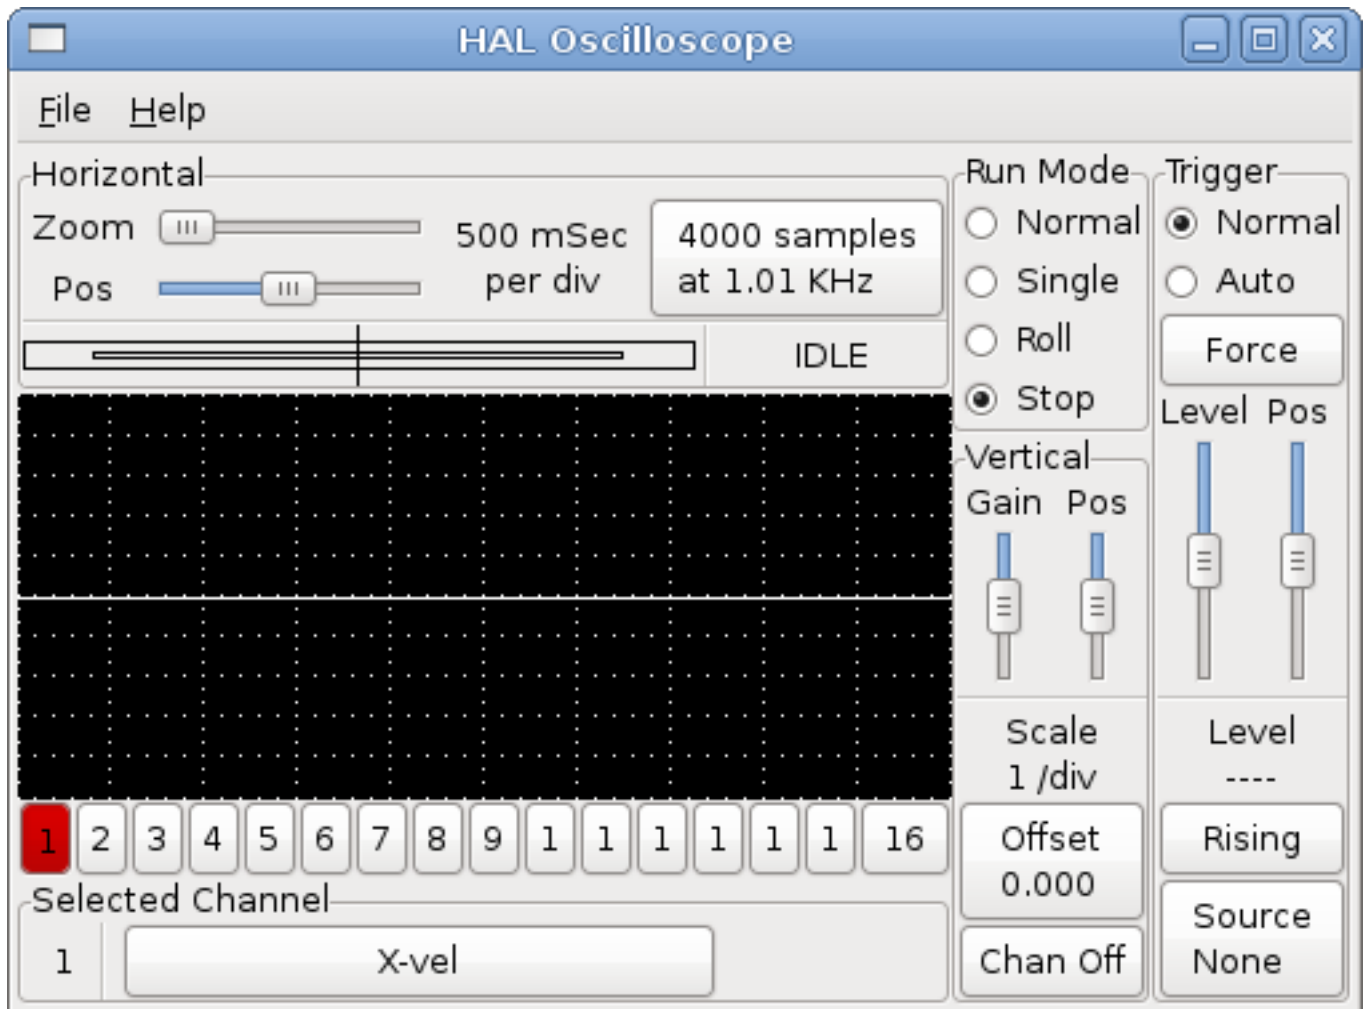 HAL Oscilloscope
File Help
Horizontal
Zoom
Pos
500 mSec
per div
4000 samples
at 1.01 KHz
IDLE
Run Mode
Normal
Single
Roll
Stop
Trigger
Normal
Auto
Force
Level Pos
Vertical
Gain Pos
Scale
1 /div
Offset
0.000
Chan Off
Level
----
Rising
Source
None
1 2 3 4 5 6 7 8 9 1 1 1 1 1 1 16
Selected Channel
1 X-vel